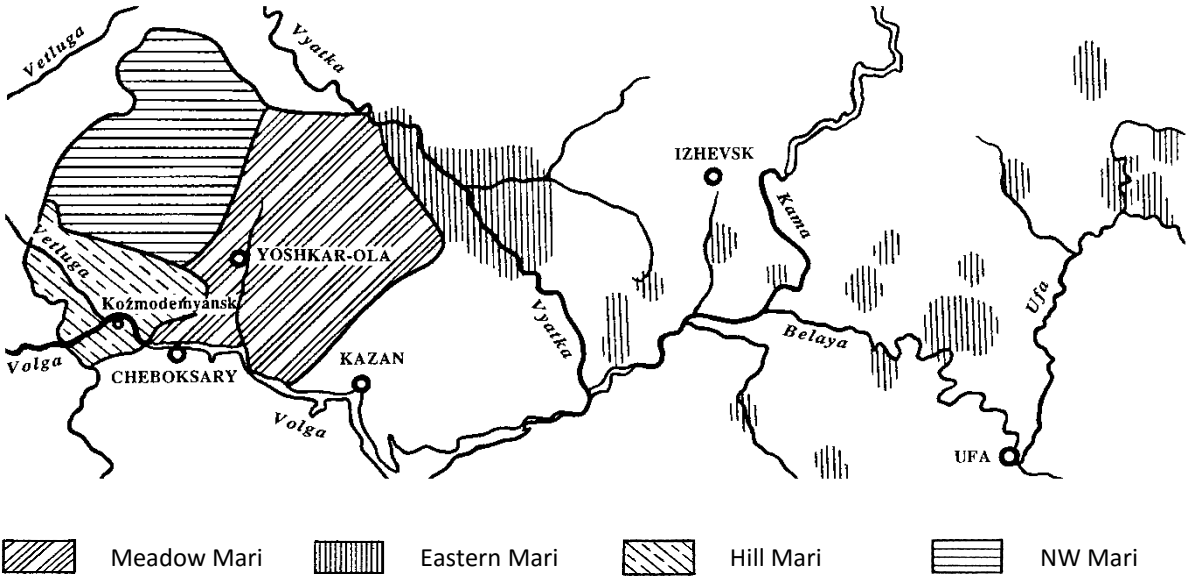 Vetluga
Vyatka
IZHEVSK
Kama
Vetluga
YOSHKAR-OLA
Koźmodemyansk
Volga
CHEBOKSARY
KAZAN
Volga
Vyatka
Belaya
Ufa
UFA
Meadow Mari
Eastern Mari
Hill Mari
NW Mari